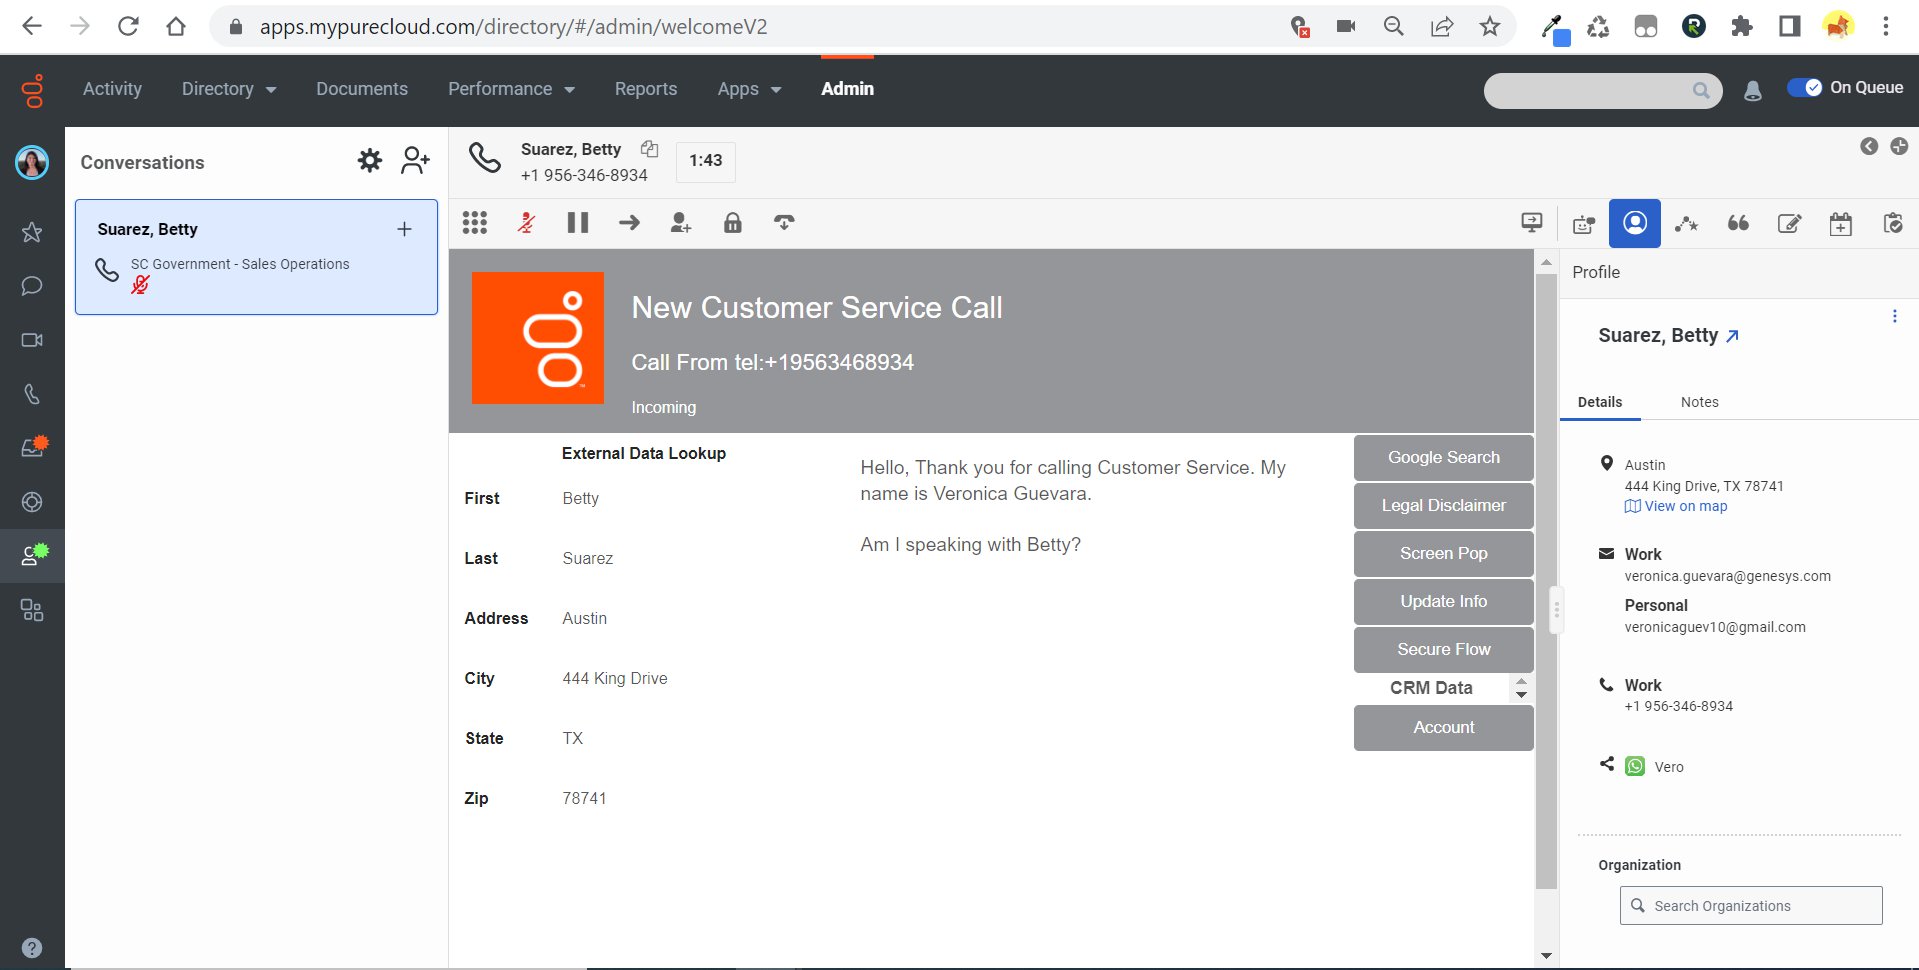 apps.mypurecloud.com/directory/#/admin/welcomeV2
Activity Directory Documents Performance Reports Apps Admin On Queue
Conversations
Suarez, Betty
SC Government - Sales Operations
Suarez, Betty
+1 956-346-8934
1:43
New Customer Service Call
Call From tel:+19563468934
Incoming
External Data Lookup
First Betty
Last Suarez
Address Austin
City 444 King Drive
State TX
Zip 78741
Hello, Thank you for calling Customer Service. My
name is Veronica Guevara.
Am I speaking with Betty?
Google Search
Legal Disclaimer
Screen Pop
Update Info
Secure Flow
CRM Data
Account
Profile
Suarez, Betty
Details Notes
Austin
444 King Drive, TX 78741
View on map
Work
veronica.guevara@genesys.com
Personal
veronicaguev10@gmail.com
Work
+1 956-346-8934
Vero
Organization
Search Organizations